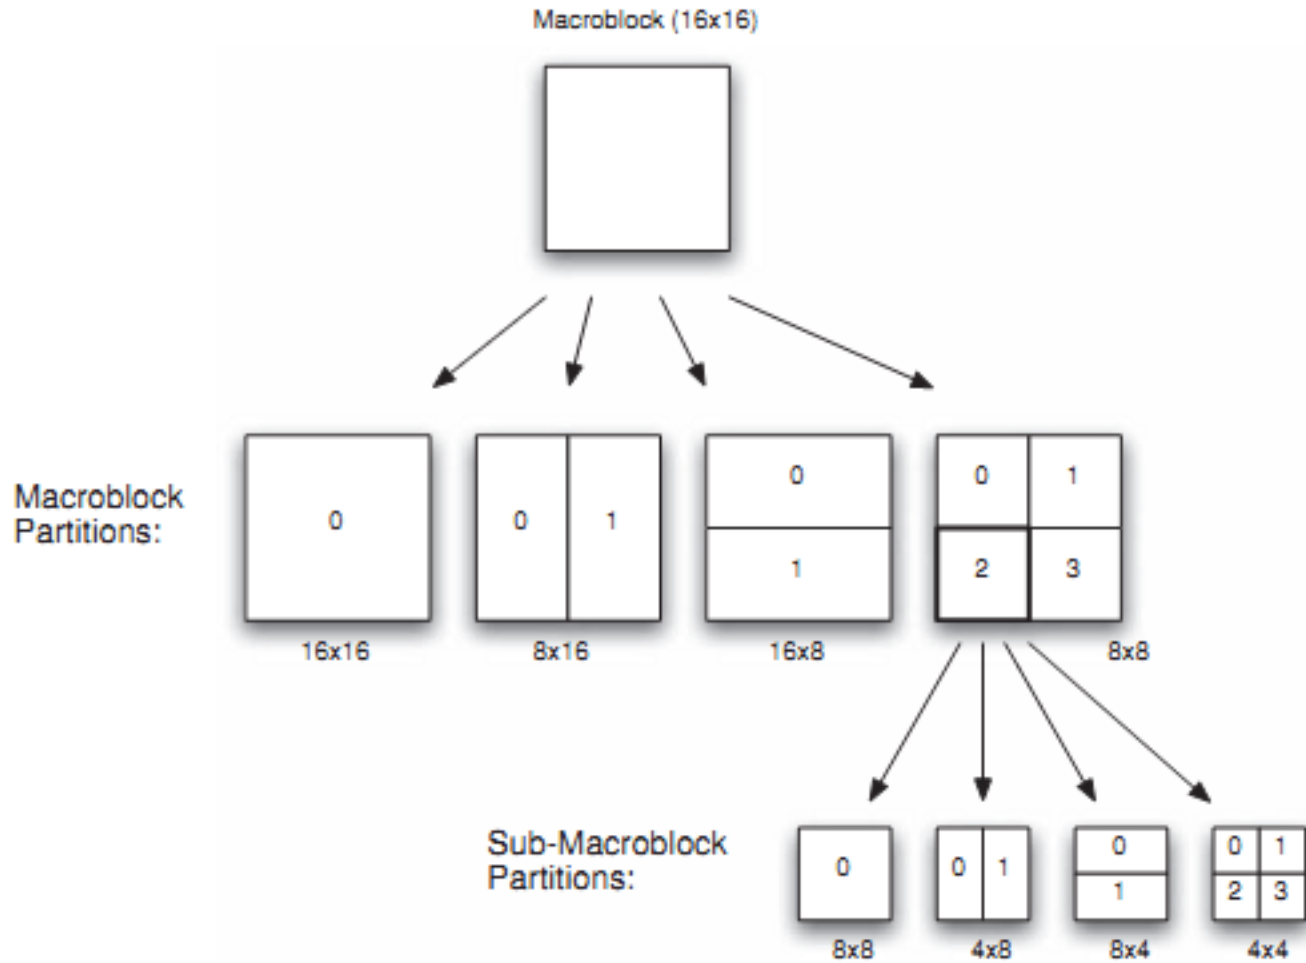 Macroblock (16x16)
0
0 1
0
1
0 1
2 3
Macroblock
Partitions:
16x16
8x16
16x8
8x8
Sub-Macroblock
Partitions:
0
0 1
0
1
0 1
2 3
8x8
4x8
8x4
4x4